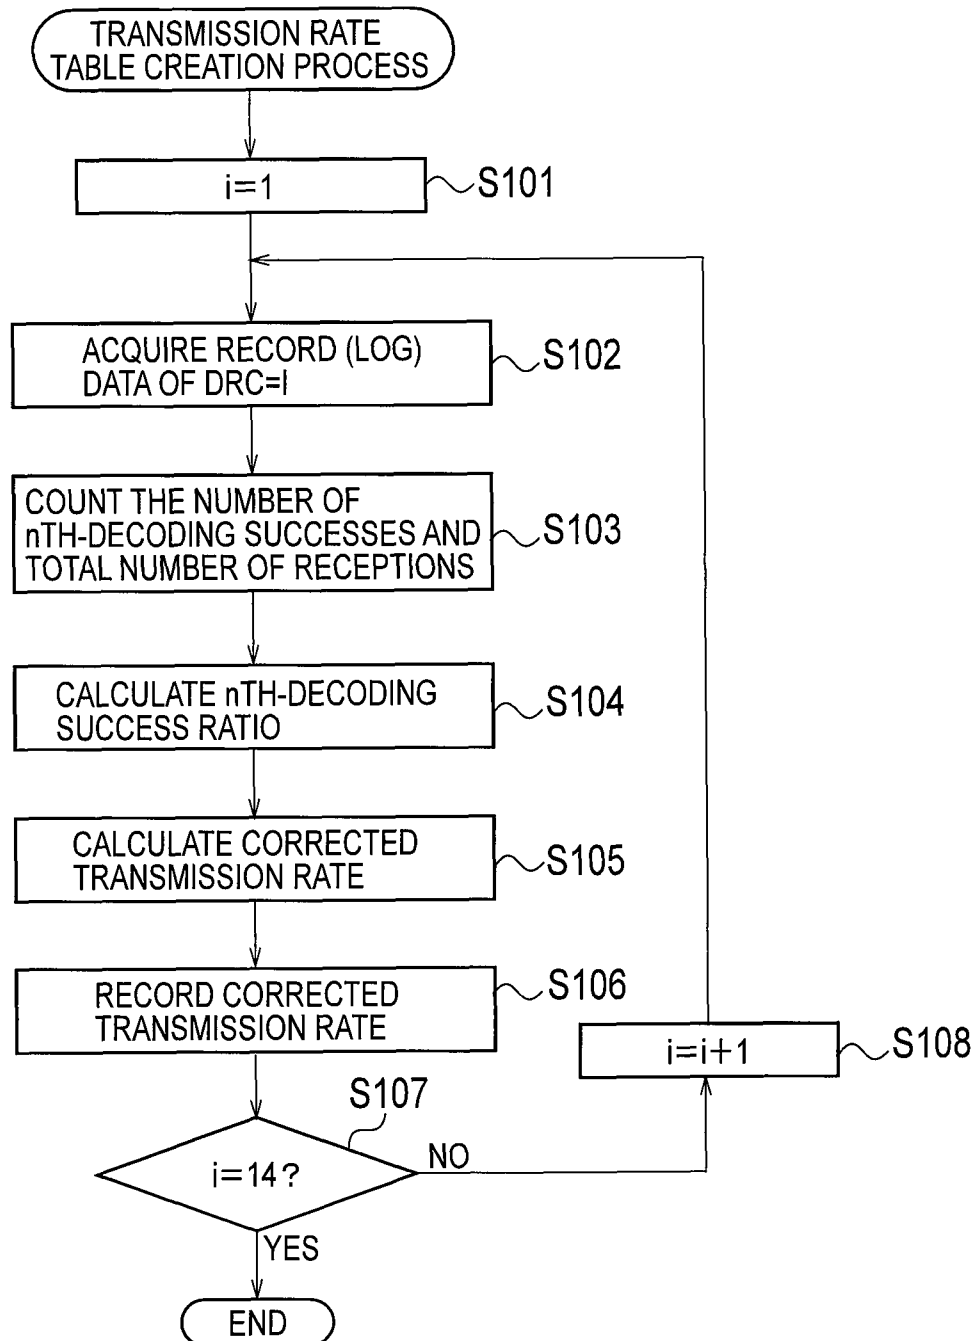 TRANSMISSION RATE
TABLE CREATION PROCESS
i=1
S101
ACQUIRE RECORD (LOG)
DATA OF DRC=I
S102
COUNT THE NUMBER OF
nTH-DECODING SUCCESSES AND
TOTAL NUMBER OF RECEPTIONS
S103
CALCULATE nTH-DECODING
SUCCESS RATIO
S104
CALCULATE CORRECTED
TRANSMISSION RATE
S105
RECORD CORRECTED
TRANSMISSION RATE
S106
i=i+1
S108
S107
i=14?
NO
YES
END